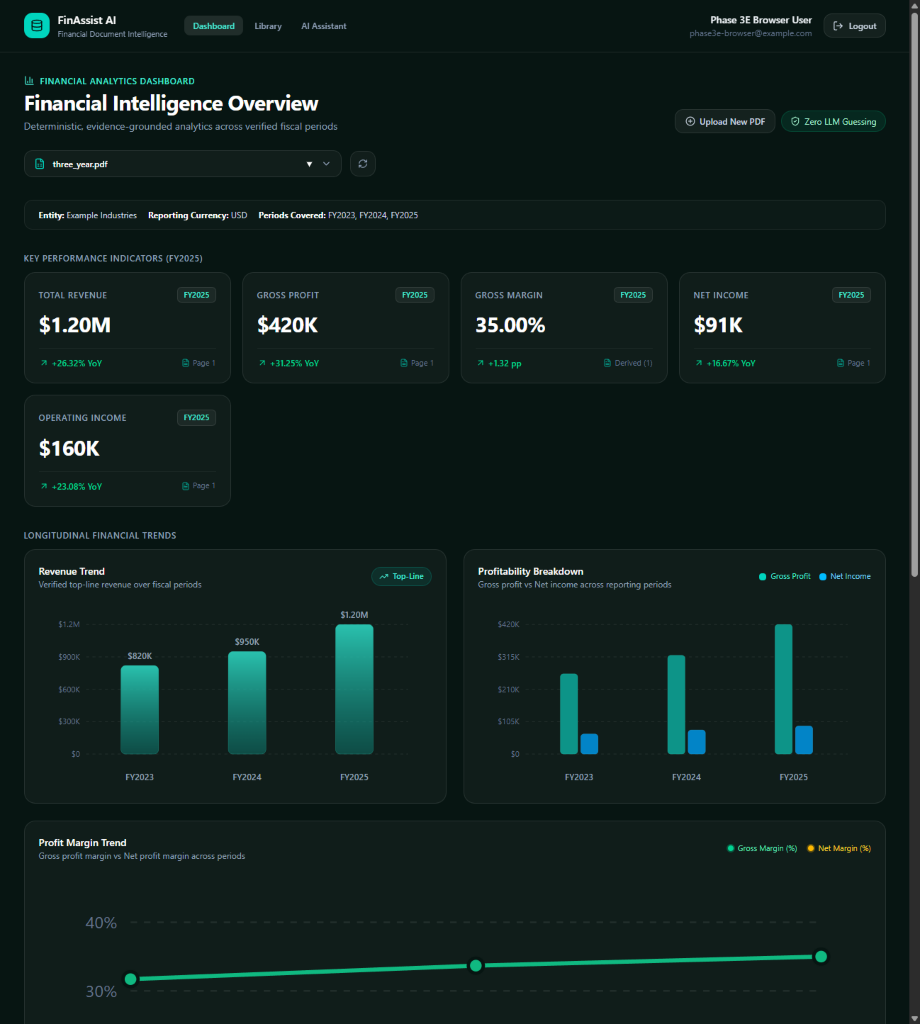 FinAssist AI
Financial Document Intelligence
Dashboard
Library
AI Assistant
Phase 3E Browser User
phase3e-browser@example.com
Logout
FINANCIAL ANALYTICS DASHBOARD
Financial Intelligence Overview
Deterministic, evidence-grounded analytics across verified fiscal periods
Upload New PDF
Zero LLM Guessing
three_year.pdf
Entity: Example Industries Reporting Currency: USD Periods Covered: FY2023, FY2024, FY2025
KEY PERFORMANCE INDICATORS (FY2025)
TOTAL REVENUE
FY2025
$1.20M
+26.32% YoY
Page 1
GROSS PROFIT
FY2025
$420K
+31.25% YoY
Page 1
GROSS MARGIN
FY2025
35.00%
+1.32 pp
Derived (1)
NET INCOME
FY2025
$91K
+16.67% YoY
Page 1
OPERATING INCOME
FY2025
$160K
+23.08% YoY
Page 1
LONGITUDINAL FINANCIAL TRENDS
Revenue Trend
Verified top-line revenue over fiscal periods
Top-Line
$1.2M
$900K
$600K
$300K
$0
$820K
$950K
$1.20M
FY2023
FY2024
FY2025
Profitability Breakdown
Gross profit vs Net income across reporting periods
Gross Profit
Net Income
$420K
$315K
$210K
$105K
$0
FY2023
FY2024
FY2025
Profit Margin Trend
Gross profit margin vs Net profit margin across periods
Gross Margin (%)
Net Margin (%)
40%
30%